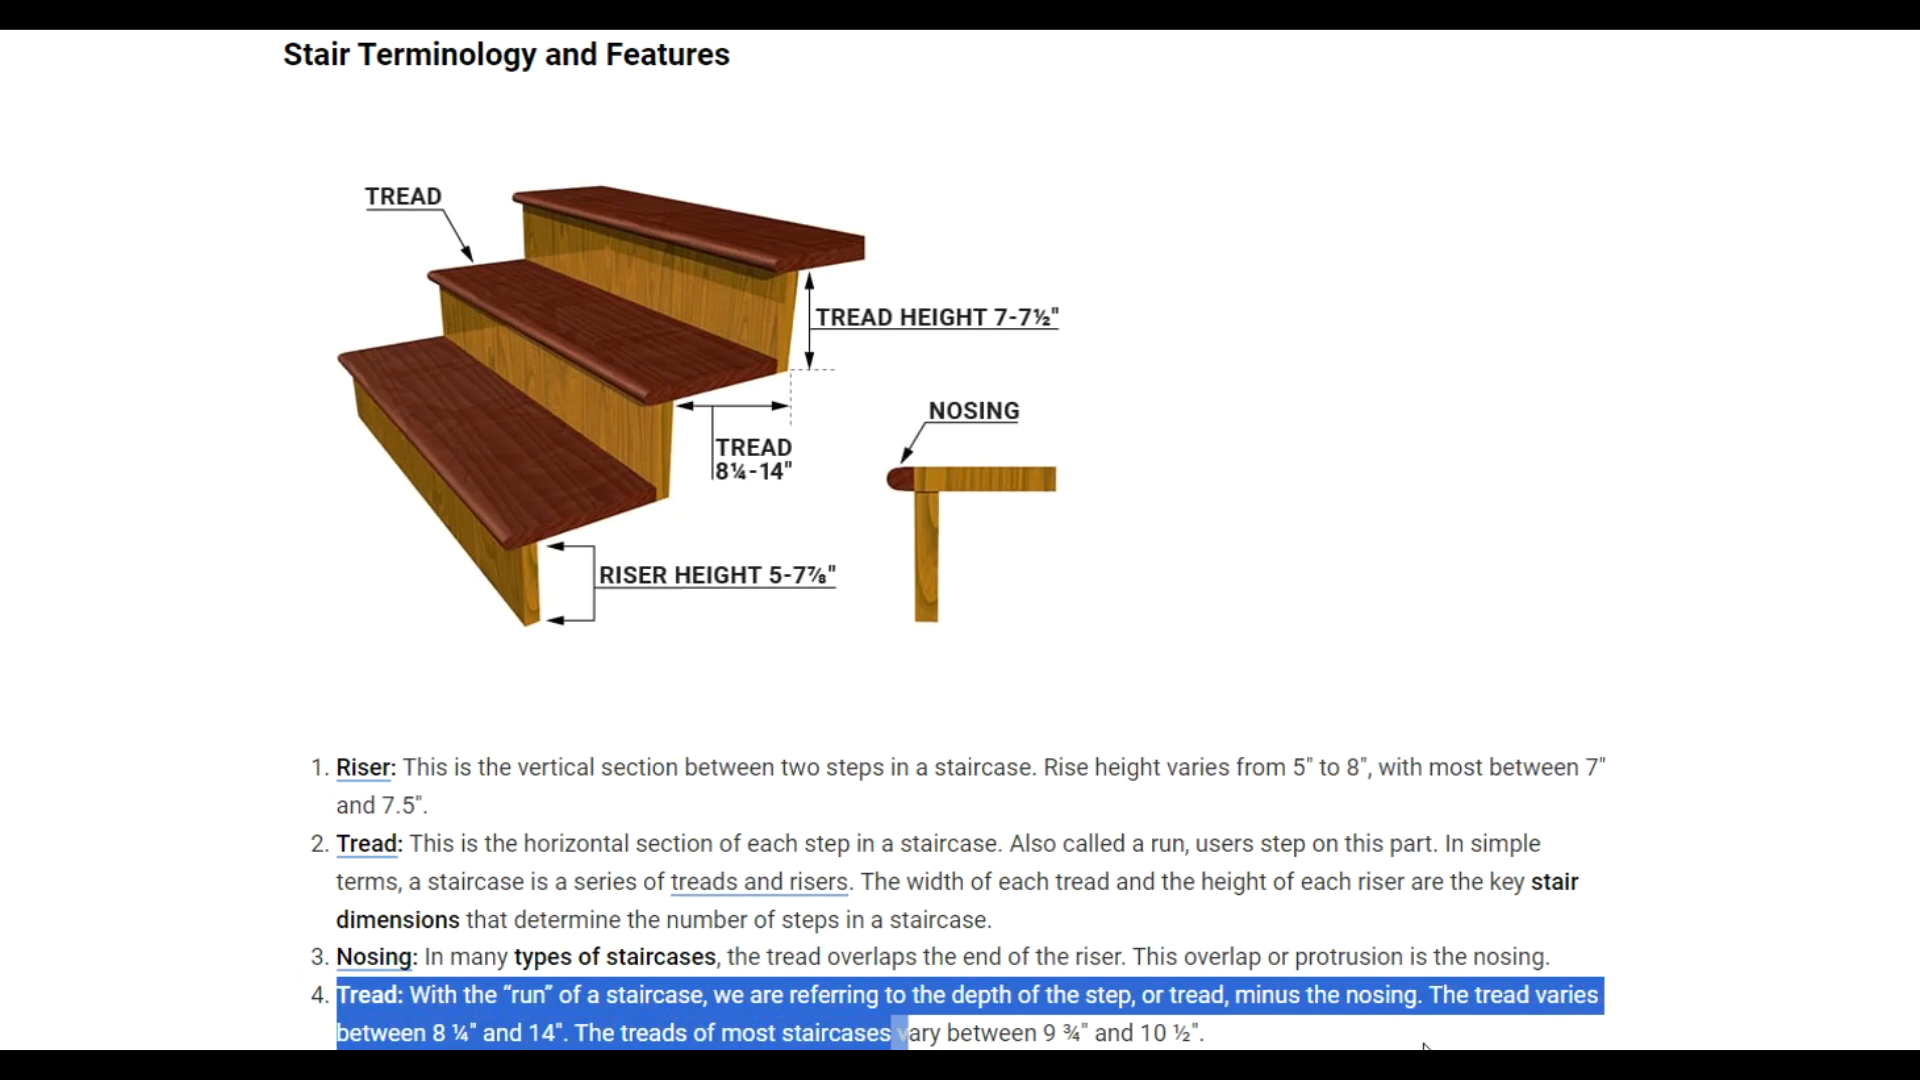 Stair Terminology and Features
TREAD
TREAD HEIGHT 7-7½"
NOSING
TREAD
8¼-14"
RISER HEIGHT 5-7⅞"
1. Riser: This is the vertical section between two steps in a staircase. Rise height varies from 5" to 8", with most between 7"
and 7.5".
2. Tread: This is the horizontal section of each step in a staircase. Also called a run, users step on this part. In simple
terms, a staircase is a series of treads and risers. The width of each tread and the height of each riser are the key stair
dimensions that determine the number of steps in a staircase.
3. Nosing: In many types of staircases, the tread overlaps the end of the riser. This overlap or protrusion is the nosing.
4. Tread: With the “run” of a staircase, we are referring to the depth of the step, or tread, minus the nosing. The tread varies
between 8 ¼" and 14". The treads of most staircases vary between 9 ¾" and 10 ½".